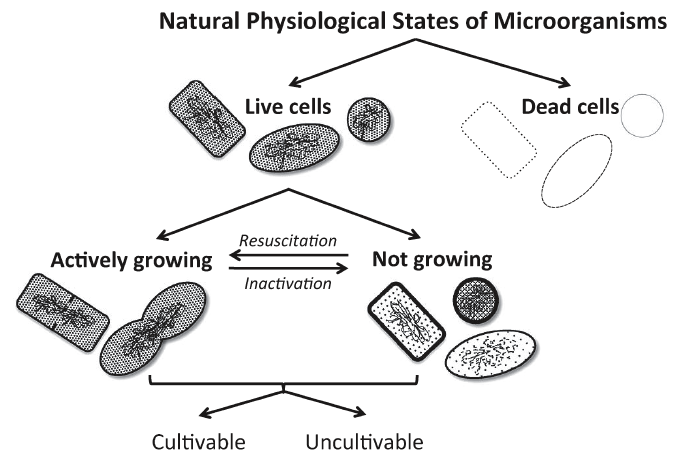 Natural Physiological States of Microorganisms
Live cells
Dead cells
Actively growing
Resuscitation
Inactivation
Not growing
Cultivable
Uncultivable